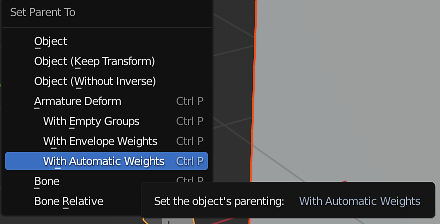 Set Parent To
Object
Object (Keep Transform)
Object (Without Inverse)
Armature Deform Ctrl P
With Empty Groups Ctrl P
With Envelope Weights Ctrl P
With Automatic Weights Ctrl P
Bone Ctrl P
Bone Relative
Set the object's parenting: With Automatic Weights